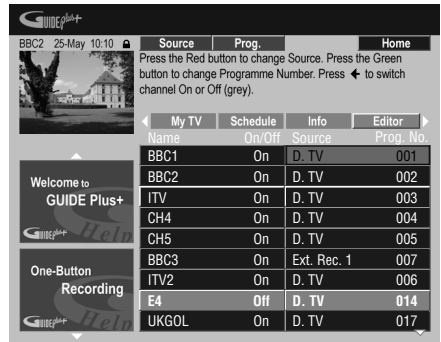 GUIDE Plus+
BBC2 25-May 10:10
Source Prog. Home
Press the Red button to change Source. Press the Green
button to change Programme Number. Press ← to switch
channel On or Off (grey).
My TV Schedule Info Editor
Name On/Off Source Prog. No.
BBC1 On D. TV 001
BBC2 On D. TV 002
ITV On D. TV 003
CH4 On D. TV 004
CH5 On D. TV 005
BBC3 On Ext. Rec. 1 007
ITV2 On D. TV 006
E4 Off D. TV 014
UKGOL On D. TV 017
Welcome to
GUIDE Plus+
GUIDE Plus+ Help
One-Button
Recording
GUIDE Plus+ Help